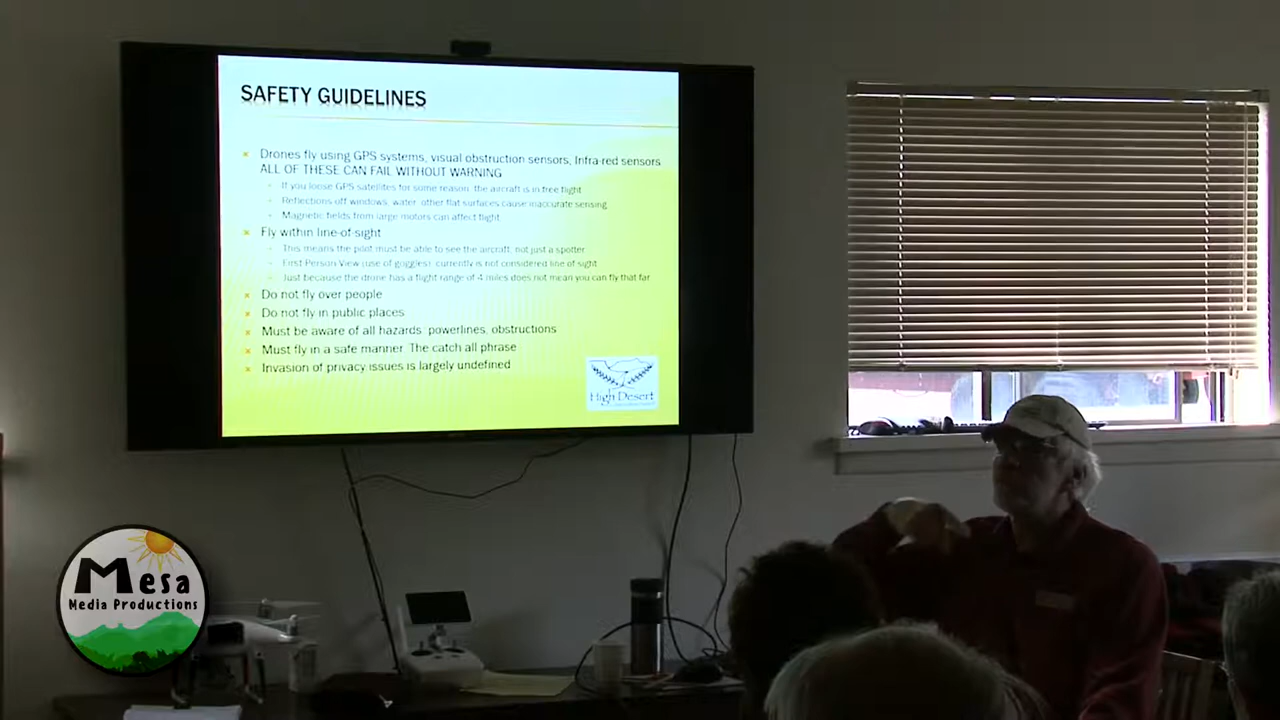 SAFETY GUIDELINES
Drones fly using GPS systems, visual obstruction sensors, Infra-red sensors
ALL OF THESE CAN FAIL WITHOUT WARNING
If you loose GPS satellites for some reason, the aircraft is in free flight
Reflections off windows, water, other flat surfaces cause inaccurate sensing.
Magnetic fields from large motors can affect flight
Fly within line-of-sight
This means the pilot must be able to see the aircraft, not just a spotter
First Person View (use of goggles) currently is not considered line of sight
Just because the drone has a flight range of 4 miles does not mean you can fly that far.
Do not fly over people
Do not fly in public places
Must be aware of all hazards, powerlines, obstructions
Must fly in a safe manner. The catch all phrase
Invasion of privacy issues is largely undefined
High Desert
Mesa
Media Productions